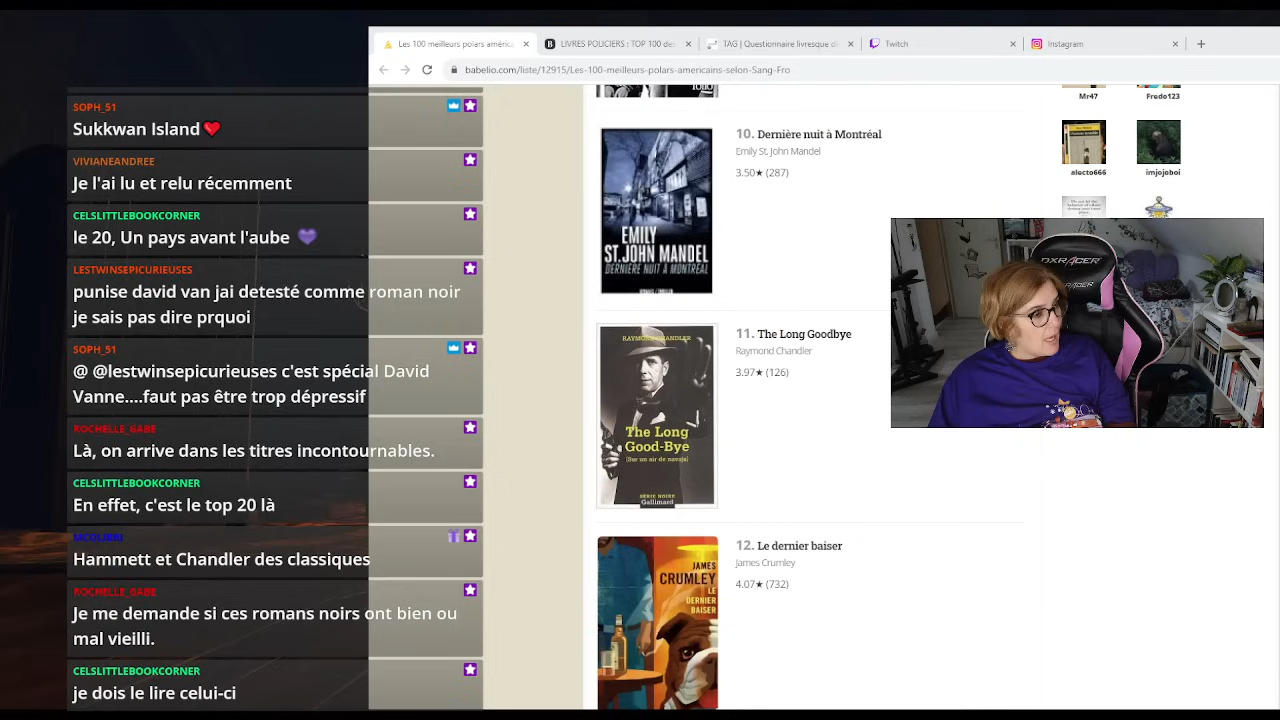 Les 100 meilleurs polars améric
LIVRES POLICIERS : TOP 100 des
TAG | Questionnaire livresque di
Twitch
Instagram
babelio.com/liste/12915/Les-100-meilleurs-polars-americains-selon-Sang-Fro
SOPH_51
Sukkwan Island
VIVIANEANDREE
Je l'ai lu et relu récemment
CELSLITTLEBOOKCORNER
le 20, Un pays avant l'aube
LESTWINSEPICURIEUSES
punise david van jai detesté comme roman noir
je sais pas dire prquoi
SOPH_51
@ @lestwinsepicurieuses c'est spécial David
Vanne....faut pas être trop dépressif
ROCHELLE_GABE
Là, on arrive dans les titres incontournables.
CELSLITTLEBOOKCORNER
En effet, c'est le top 20 là
MCOLIBRI
Hammett et Chandler des classiques
ROCHELLE_GABE
Je me demande si ces romans noirs ont bien ou
mal vieilli.
CELSLITTLEBOOKCORNER
je dois le lire celui-ci
10. Dernière nuit à Montréal
Emily St. John Mandel
3.50★ (287)
EMILY
ST. JOHN MANDEL
DERNIÈRE NUIT À MONTRÉAL
11. The Long Goodbye
Raymond Chandler
3.97★ (126)
RAYMOND CHANDLER
The Long
Good-Bye
(Sur un air de navaja)
SÉRIE NOIRE
Gallimard
12. Le dernier baiser
James Crumley
4.07★ (732)
JAMES
CRUMLEY
LE
DERNIER
BAISER
Mr47
Fredo123
alecto666
imjojoboi
DXRACER